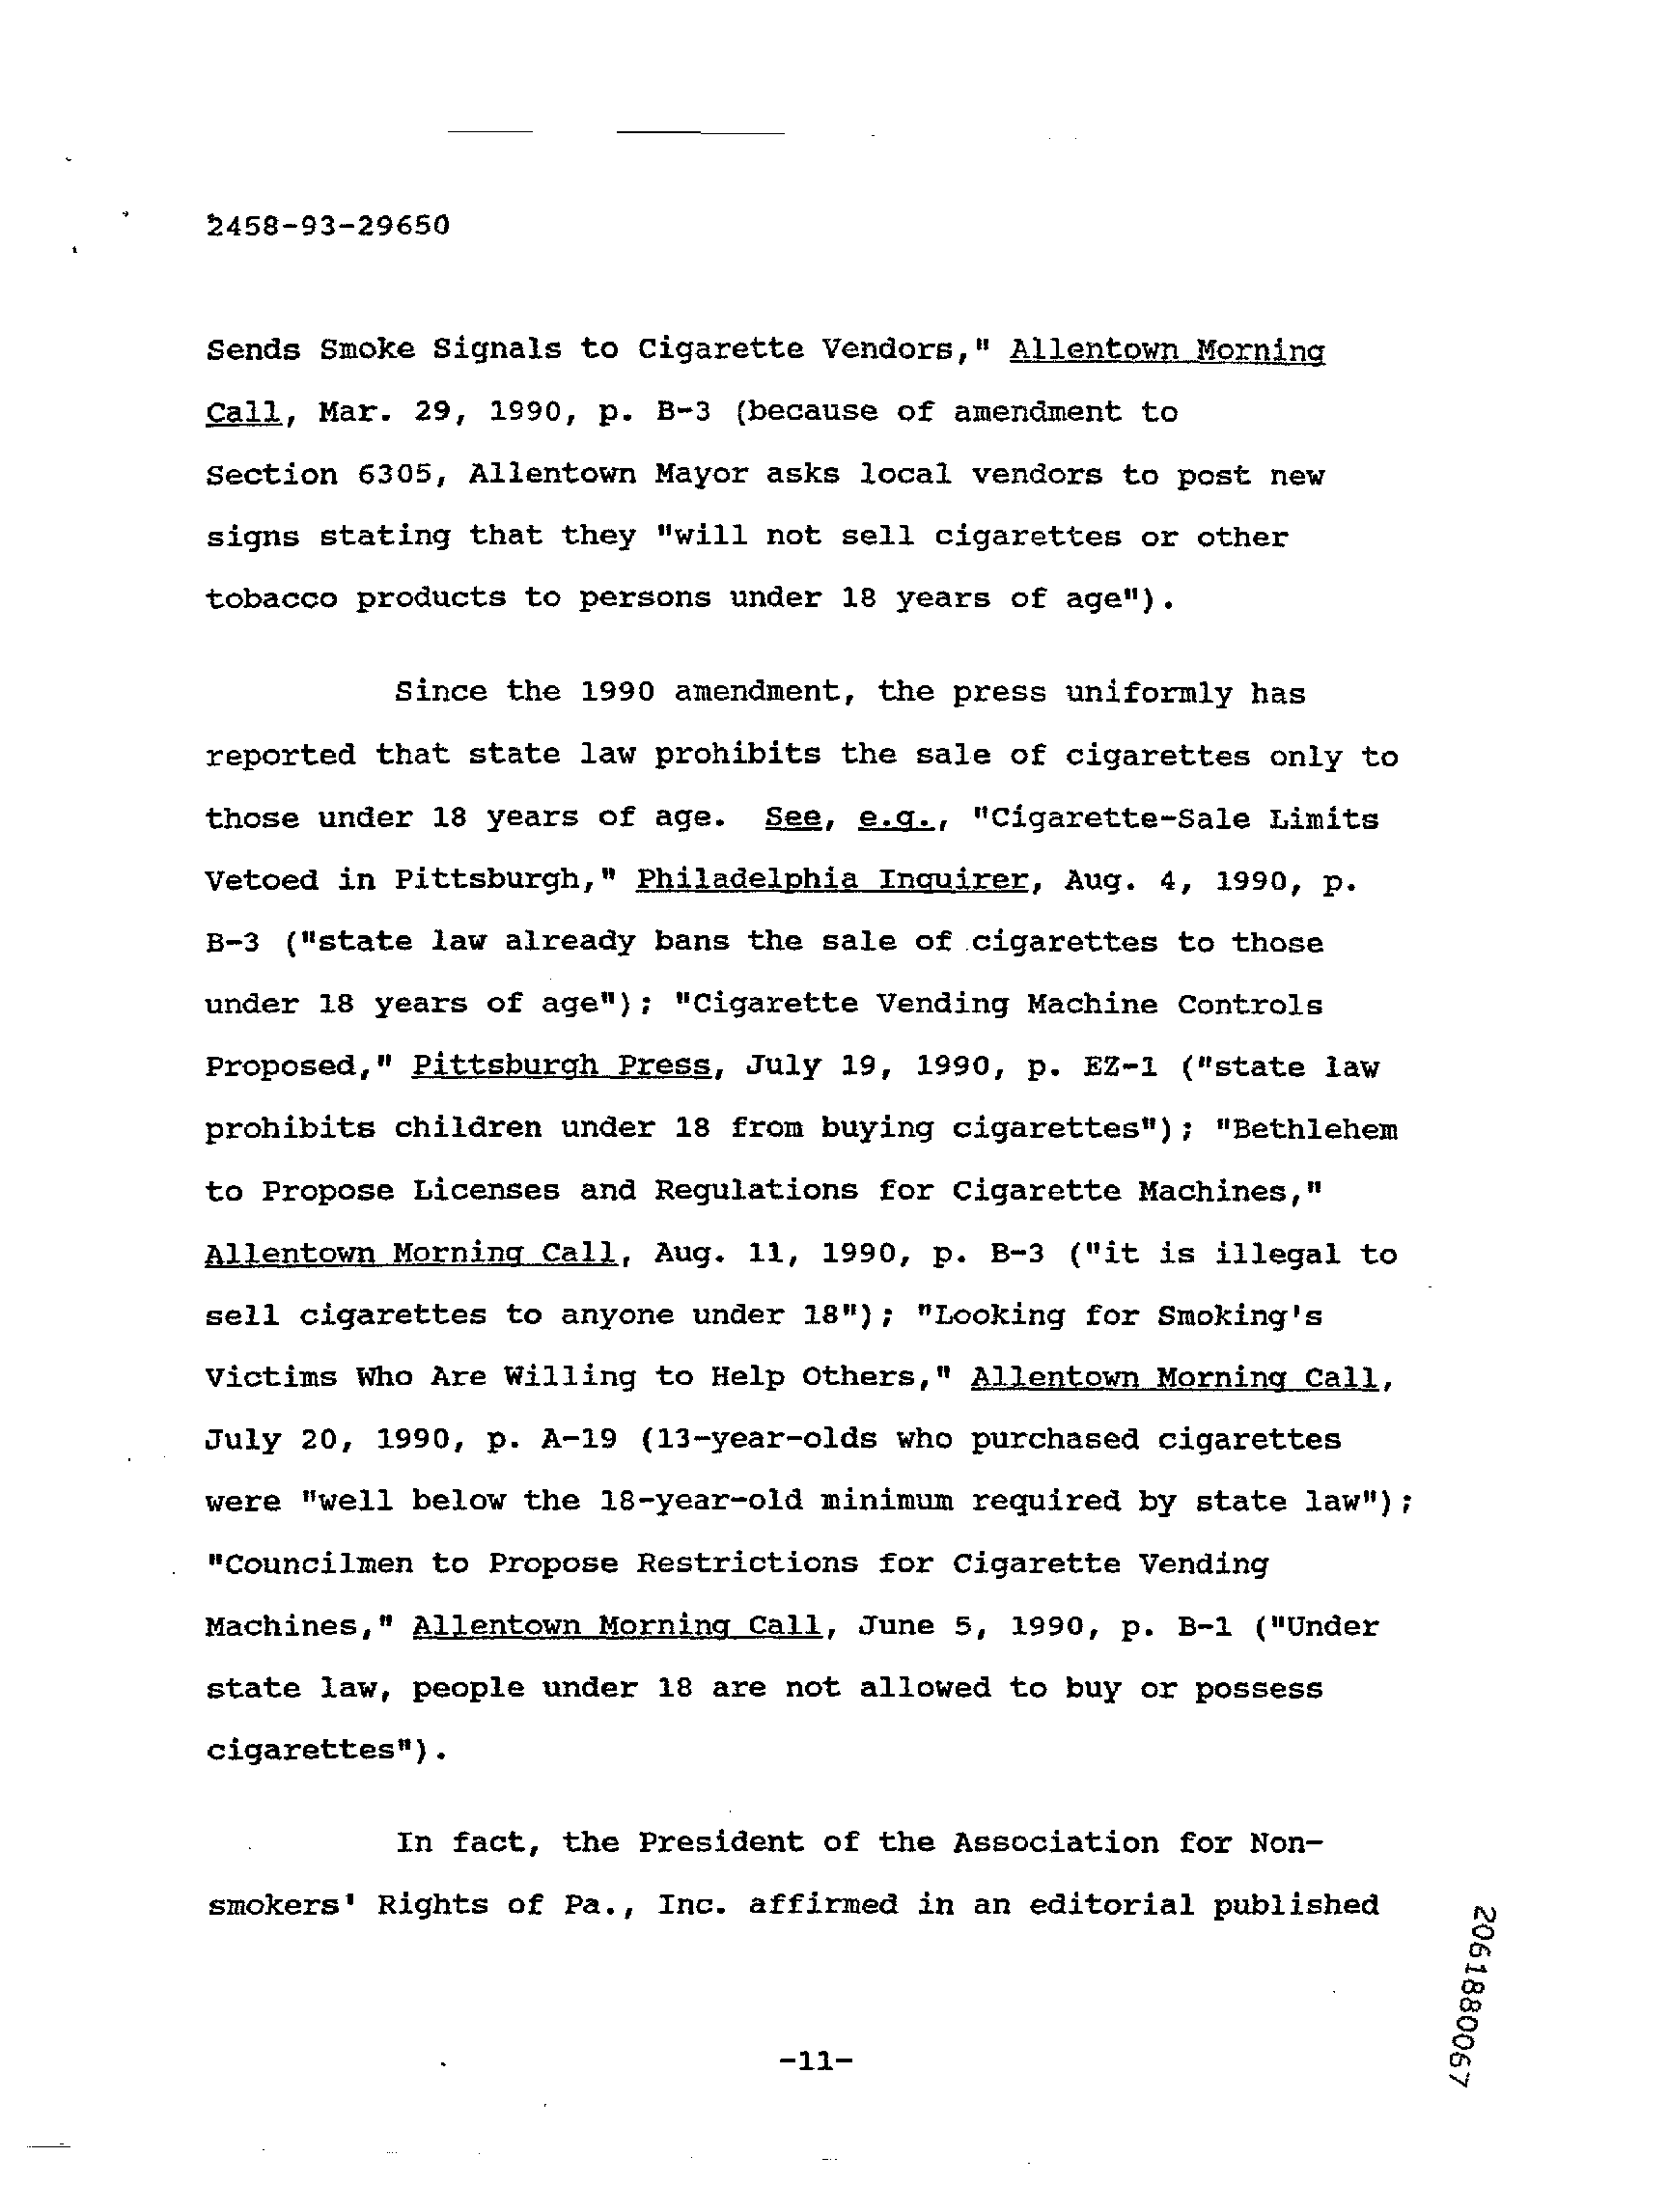 2458-93-29650
Sends Smoke Signals to Cigarette Vendors," Allentown Morning
Call, Mar. 29, 1990, p. B-3 (because of amendment to
Section 6305, Allentown Mayor asks local vendors to post new
signs stating that they "will not sell cigarettes or other
tobacco products to persons under 18 years of age").
Since the 1990 amendment, the press uniformly has
reported that state law prohibits the sale of cigarettes only to
those under 18 years of age. See, e.g., "Cigarette-Sale Limits
Vetoed in Pittsburgh," Philadelphia Inquirer, Aug. 4, 1990, p.
B-3 ("state law already bans the sale of cigarettes to those
under 18 years of age"); "Cigarette Vending Machine Controls
Proposed," Pittsburgh Press, July 19, 1990, p. EZ-1 ("state law
prohibits children under 18 from buying cigarettes"); "Bethlehem
to Propose Licenses and Regulations for Cigarette Machines,"
Allentown Morning Call, Aug. 11, 1990, p. B-3 ("it is illegal to
sell cigarettes to anyone under 18"); "Looking for Smoking's
Victims Who Are Willing to Help Others," Allentown Morning Call,
July 20, 1990, p. A-19 (13-year-olds who purchased cigarettes
were "well below the 18-year-old minimum required by state law");
"Councilmen to Propose Restrictions for Cigarette Vending
Machines," Allentown Morning Call, June 5, 1990, p. B-1 ("Under
state law, people under 18 are not allowed to buy or possess
cigarettes").
In fact, the President of the Association for Non-
smokers' Rights of Pa., Inc. affirmed in an editorial published
-11-
2061880067